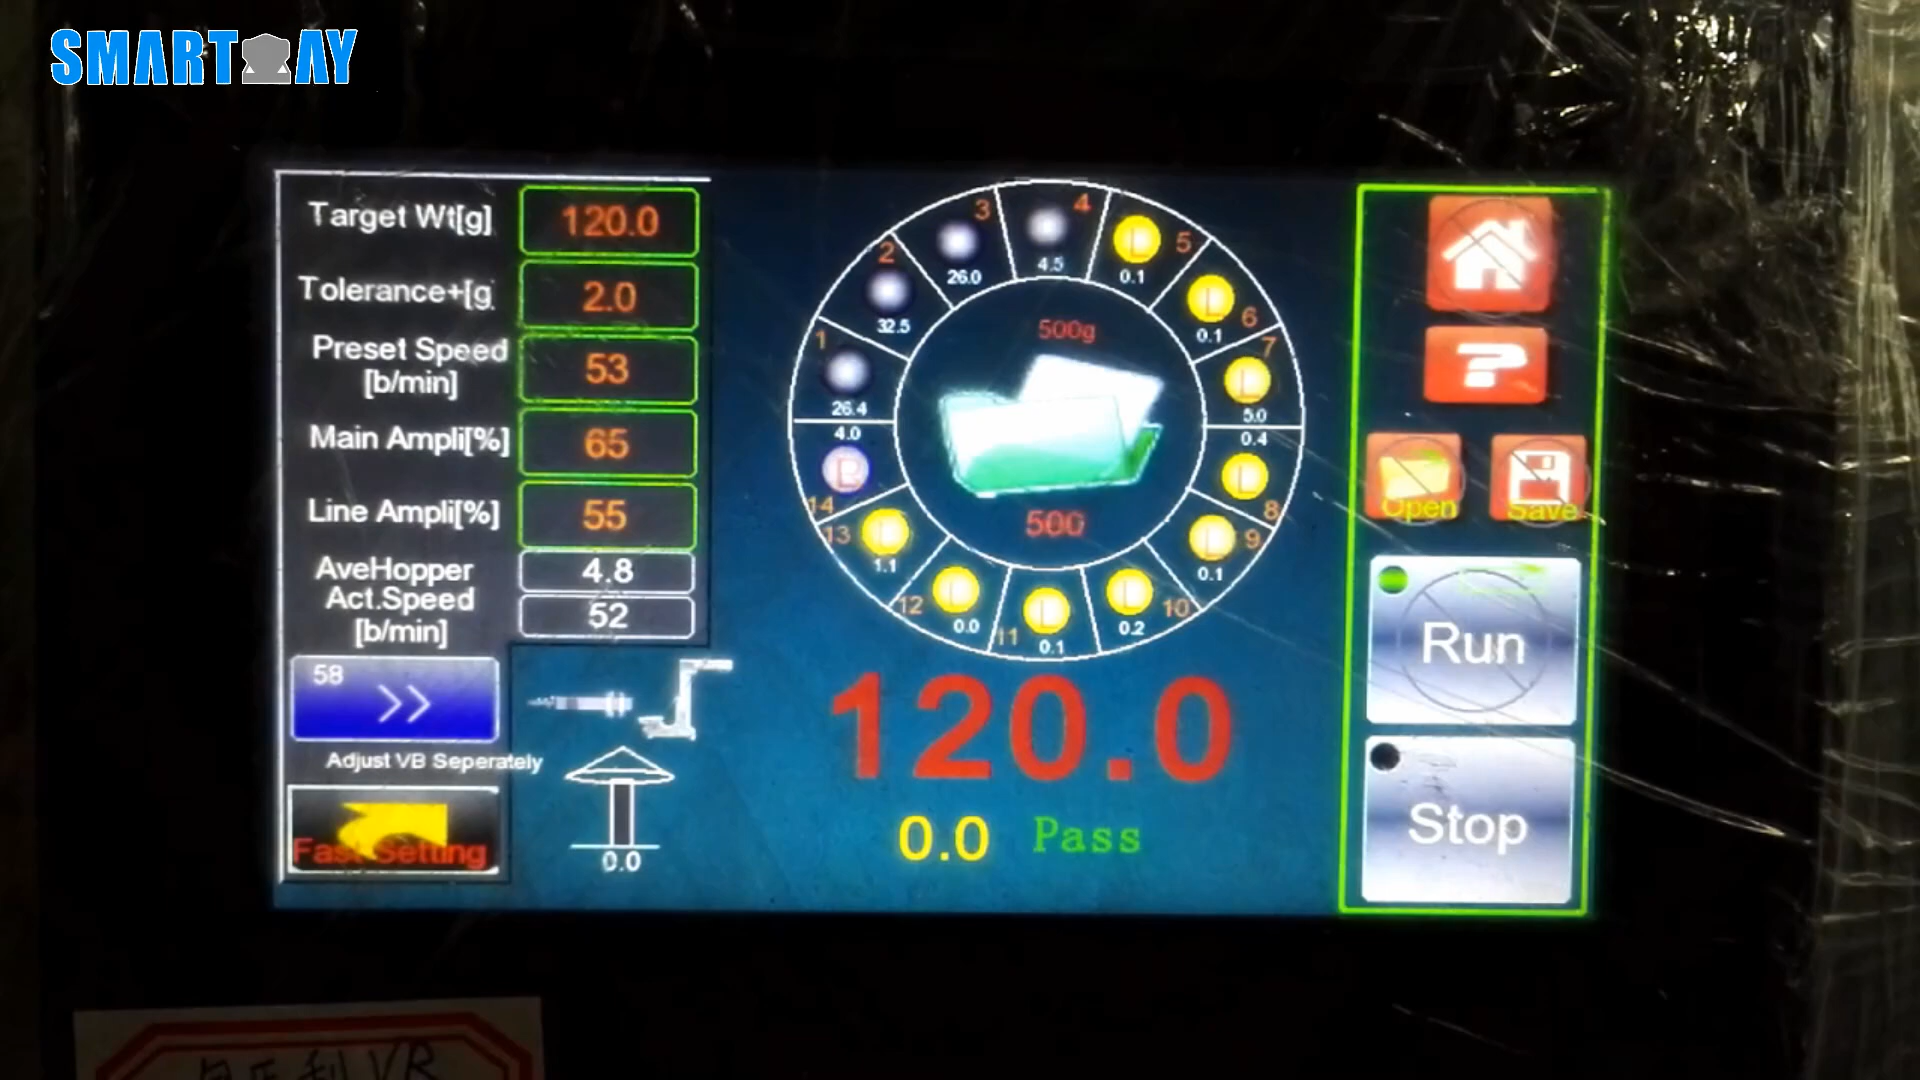 SMART AY
Target Wt[g] 120.0
Tolerance+[g 2.0
Preset Speed
[b/min] 53
Main Ampli[%] 65
Line Ampli[%] 55
AveHopper 4.8
Act.Speed
[b/min] 52
58 >>
Adjust VB Seperately
Fast Setting
0.0
1 26.4
2 32.5
3 26.0
4 4.5
5 L 0.1
6 L 0.1
7 L 5.0
8 L 0.4
9 L 0.1
10 L 0.2
11 L 0.1
12 L 0.0
13 L 1.1
14 4.0
500g
500
120.0
0.0 Pass
?
Open Save
Run
Stop
VR